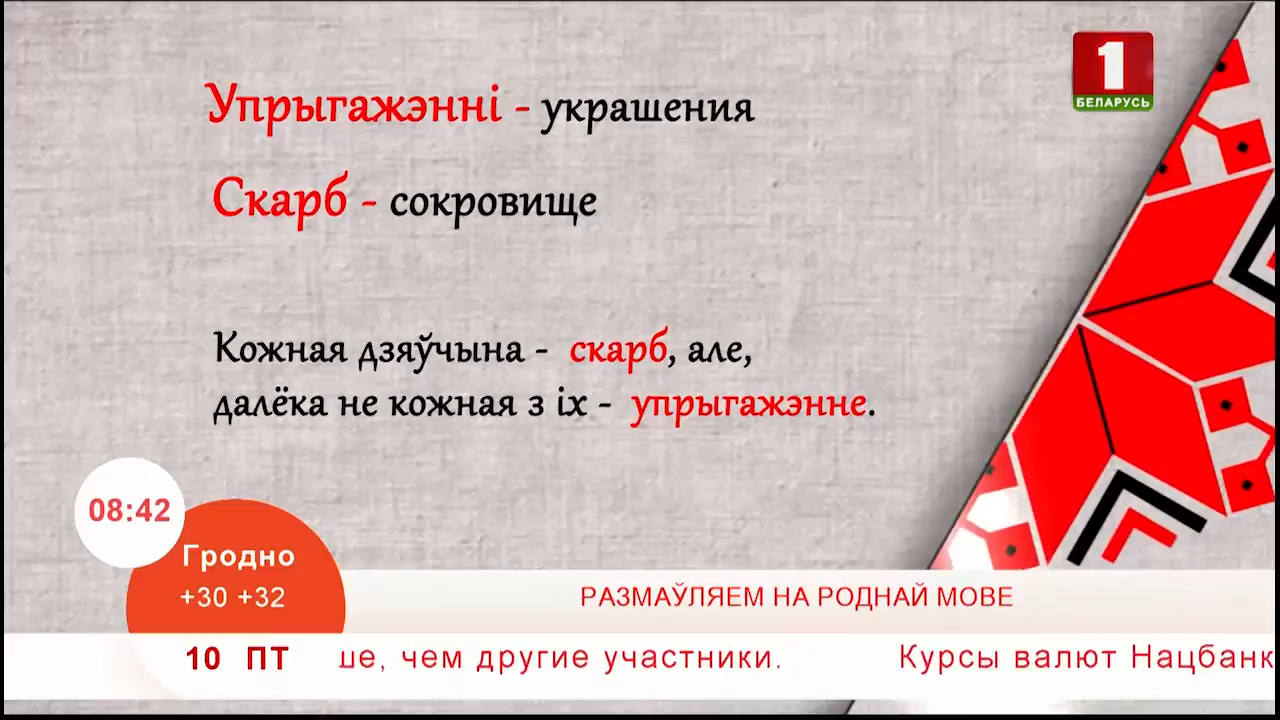 1
БЕЛАРУСЬ
Упрыгажэнні - украшения
Скарб - сокровище
Кожная дзяўчына - скарб, але,
далёка не кожная з іх - упрыгажэнне.
08:42
Гродно
+30 +32
РАЗМАЎЛЯЕМ НА РОДНАЙ МОВЕ
10 ПТ
ше, чем другие участники. Курсы валют Нацбанк